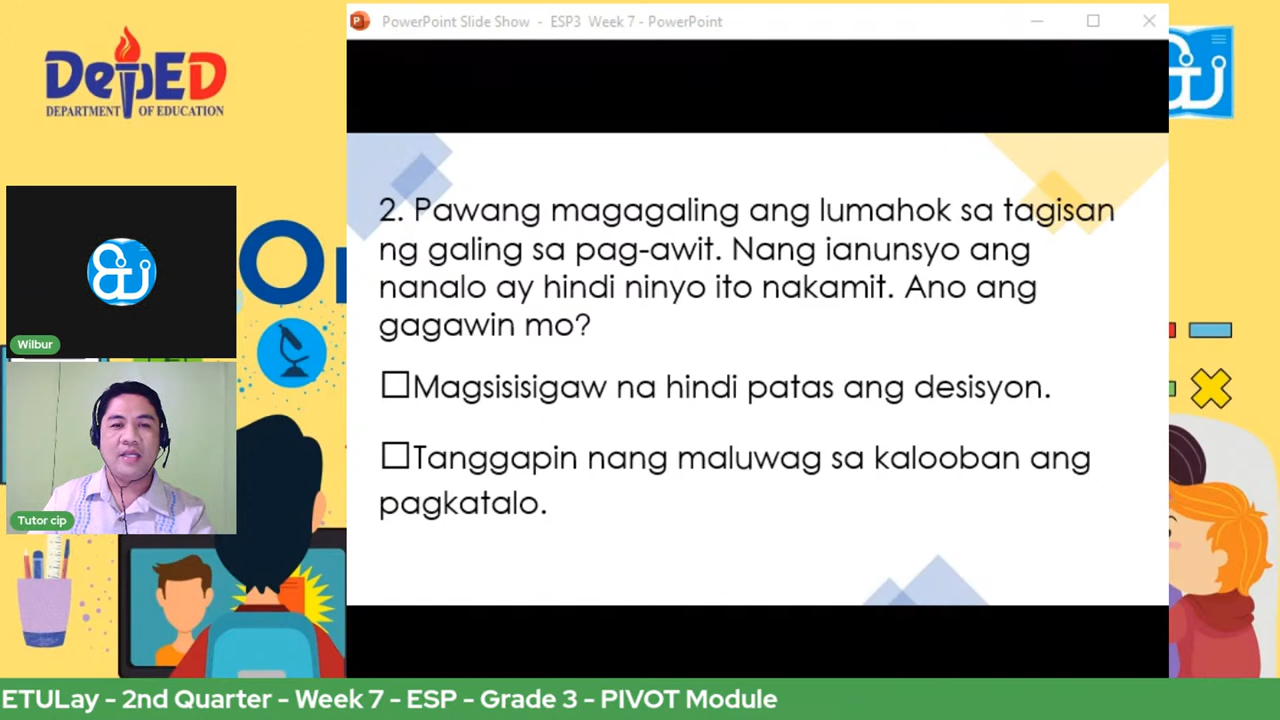 PowerPoint Slide Show - ESP3 Week 7 - PowerPoint
DepED
DEPARTMENT OF EDUCATION
2. Pawang magagaling ang lumahok sa tagisan
ng galing sa pag-awit. Nang ianunsyo ang
nanalo ay hindi ninyo ito nakamit. Ano ang
gagawin mo?
☐Magsisisigaw na hindi patas ang desisyon.
☐Tanggapin nang maluwag sa kalooban ang
pagkatalo.
Wilbur
Tutor cip
ETULay - 2nd Quarter - Week 7 - ESP - Grade 3 - PIVOT Module